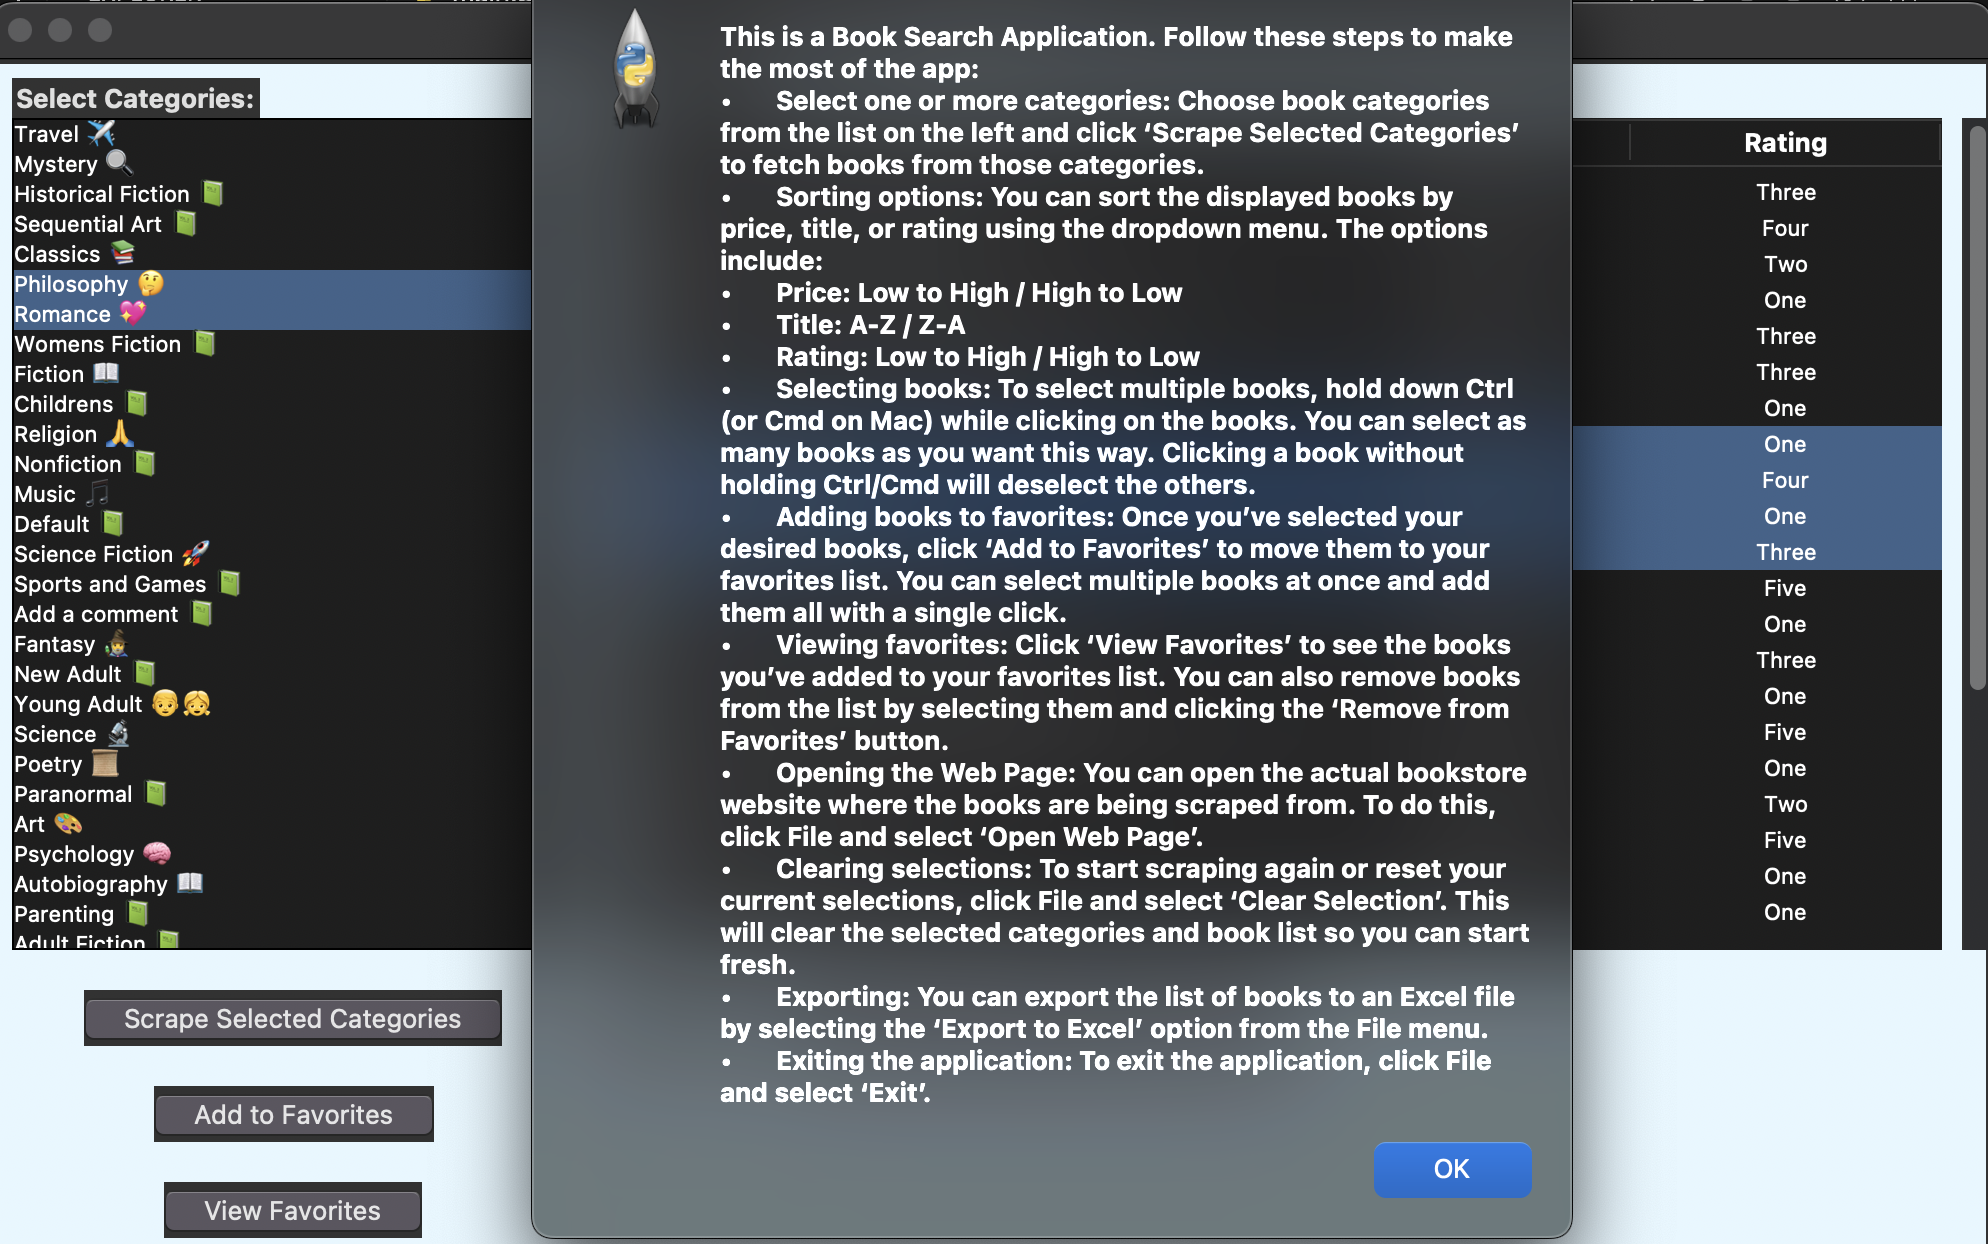 Select Categories:
Travel ✈️
Mystery 🔍
Historical Fiction 📗
Sequential Art 📗
Classics 📚
Philosophy 🤔
Romance 💖
Womens Fiction 📗
Fiction 📖
Childrens 📗
Religion 🙏
Nonfiction 📗
Music 🎵
Default 📗
Science Fiction 🚀
Sports and Games 📗
Add a comment 📗
Fantasy 🧙‍♂️
New Adult 📗
Young Adult 👦👧
Science 🔬
Poetry 📜
Paranormal 📗
Art 🎨
Psychology 🧠
Autobiography 📖
Parenting 📗
Adult Fiction 📗
Scrape Selected Categories
Add to Favorites
View Favorites
This is a Book Search Application. Follow these steps to make
the most of the app:
• Select one or more categories: Choose book categories
from the list on the left and click ‘Scrape Selected Categories’
to fetch books from those categories.
• Sorting options: You can sort the displayed books by
price, title, or rating using the dropdown menu. The options
include:
• Price: Low to High / High to Low
• Title: A-Z / Z-A
• Rating: Low to High / High to Low
• Selecting books: To select multiple books, hold down Ctrl
(or Cmd on Mac) while clicking on the books. You can select as
many books as you want this way. Clicking a book without
holding Ctrl/Cmd will deselect the others.
• Adding books to favorites: Once you’ve selected your
desired books, click ‘Add to Favorites’ to move them to your
favorites list. You can select multiple books at once and add
them all with a single click.
• Viewing favorites: Click ‘View Favorites’ to see the books
you’ve added to your favorites list. You can also remove books
from the list by selecting them and clicking the ‘Remove from
Favorites’ button.
• Opening the Web Page: You can open the actual bookstore
website where the books are being scraped from. To do this,
click File and select ‘Open Web Page’.
• Clearing selections: To start scraping again or reset your
current selections, click File and select ‘Clear Selection’. This
will clear the selected categories and book list so you can start
fresh.
• Exporting: You can export the list of books to an Excel file
by selecting the ‘Export to Excel’ option from the File menu.
• Exiting the application: To exit the application, click File
and select ‘Exit’.
OK
Rating
Three
Four
Two
One
Three
Three
One
One
Four
One
Three
Five
One
Three
One
Five
One
Two
Five
One
One